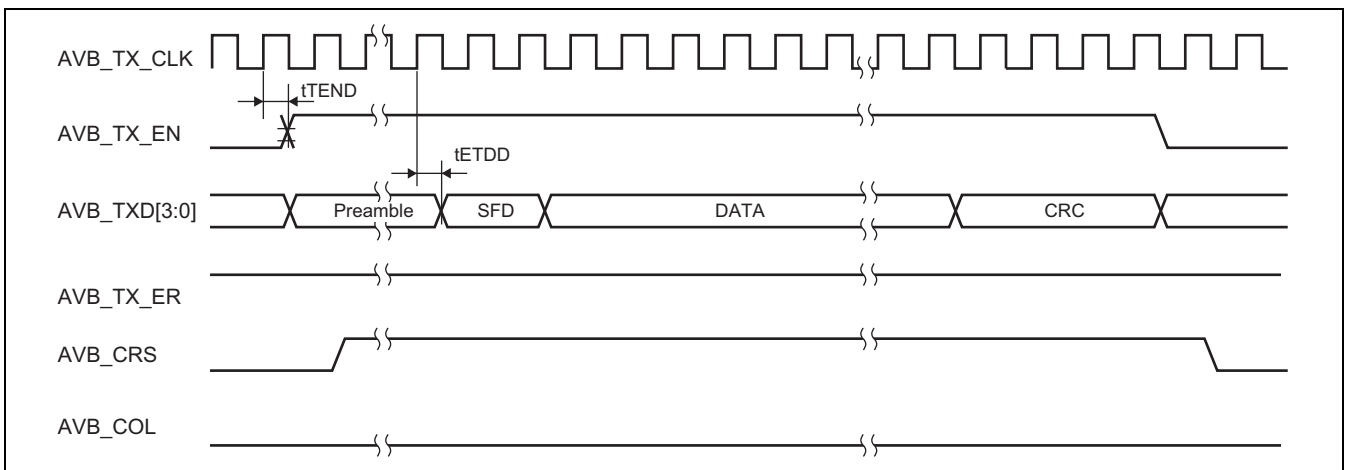 AVB_TX_CLK
tTEND
AVB_TX_EN
tETDD
AVB_TXD[3:0]
Preamble
SFD
DATA
CRC
AVB_TX_ER
AVB_CRS
AVB_COL